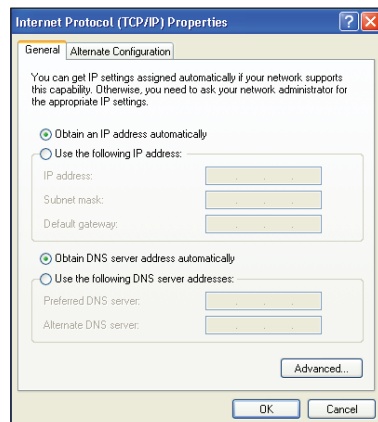 Internet Protocol (TCP/IP) Properties
General
Alternate Configuration
You can get IP settings assigned automatically if your network supports
this capability. Otherwise, you need to ask your network administrator for
the appropriate IP settings.
Obtain an IP address automatically
Use the following IP address:
IP address:
Subnet mask:
Default gateway:
Obtain DNS server address automatically
Use the following DNS server addresses:
Preferred DNS server:
Alternate DNS server:
Advanced...
OK
Cancel